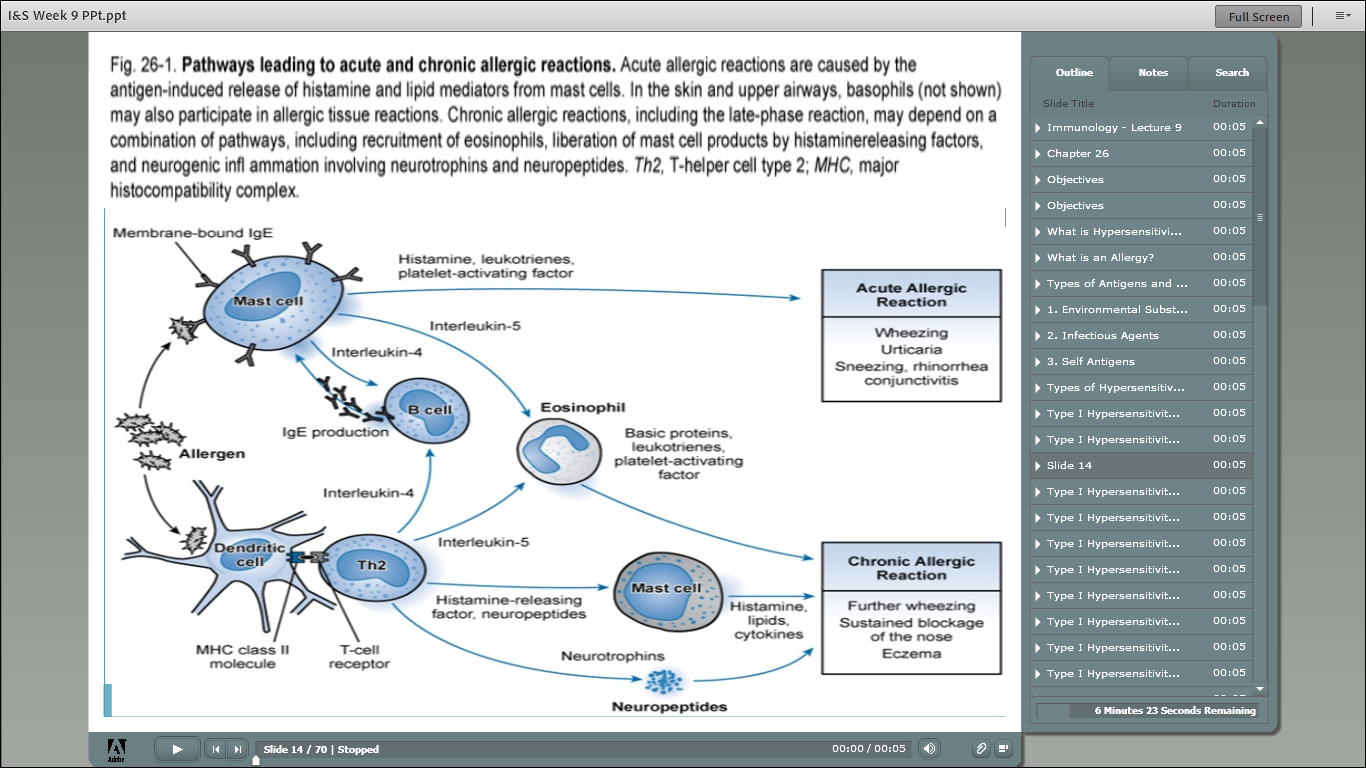 I&S Week 9 PPt.ppt
Full Screen
Fig. 26-1. Pathways leading to acute and chronic allergic reactions. Acute allergic reactions are caused by the
antigen-induced release of histamine and lipid mediators from mast cells. In the skin and upper airways, basophils (not shown)
may also participate in allergic tissue reactions. Chronic allergic reactions, including the late-phase reaction, may depend on a
combination of pathways, including recruitment of eosinophils, liberation of mast cell products by histaminereleasing factors,
and neurogenic infl ammation involving neurotrophins and neuropeptides. Th2, T-helper cell type 2; MHC, major
histocompatibility complex.
Membrane-bound IgE
Mast cell
Histamine, leukotrienes,
platelet-activating factor
Acute Allergic
Reaction
Wheezing
Urticaria
Sneezing, rhinorrhea
conjunctivitis
Interleukin-5
Interleukin-4
B cell
IgE production
Eosinophil
Basic proteins,
leukotrienes,
platelet-activating
factor
Allergen
Interleukin-4
Interleukin-5
Dendritic
cell
Th2
Histamine-releasing
factor, neuropeptides
Mast cell
Histamine,
lipids,
cytokines
Chronic Allergic
Reaction
Further wheezing
Sustained blockage
of the nose
Eczema
MHC class II
molecule
T-cell
receptor
Neurotrophins
Neuropeptides
Outline
Notes
Search
Slide Title Duration
Immunology - Lecture 9 00:05
Chapter 26 00:05
Objectives 00:05
Objectives 00:05
What is Hypersensitivi... 00:05
What is an Allergy? 00:05
Types of Antigens and ... 00:05
1. Environmental Subst... 00:05
2. Infectious Agents 00:05
3. Self Antigens 00:05
Types of Hypersensitiv... 00:05
Type I Hypersensitivit... 00:05
Type I Hypersensitivit... 00:05
Slide 14 00:05
Type I Hypersensitivit... 00:05
Type I Hypersensitivit... 00:05
Type I Hypersensitivit... 00:05
Type I Hypersensitivit... 00:05
Type I Hypersensitivit... 00:05
Type I Hypersensitivit... 00:05
Type I Hypersensitivit... 00:05
Type I Hypersensitivit... 00:05
6 Minutes 23 Seconds Remaining
Adobe
Slide 14 / 70 | Stopped
00:00 / 00:05